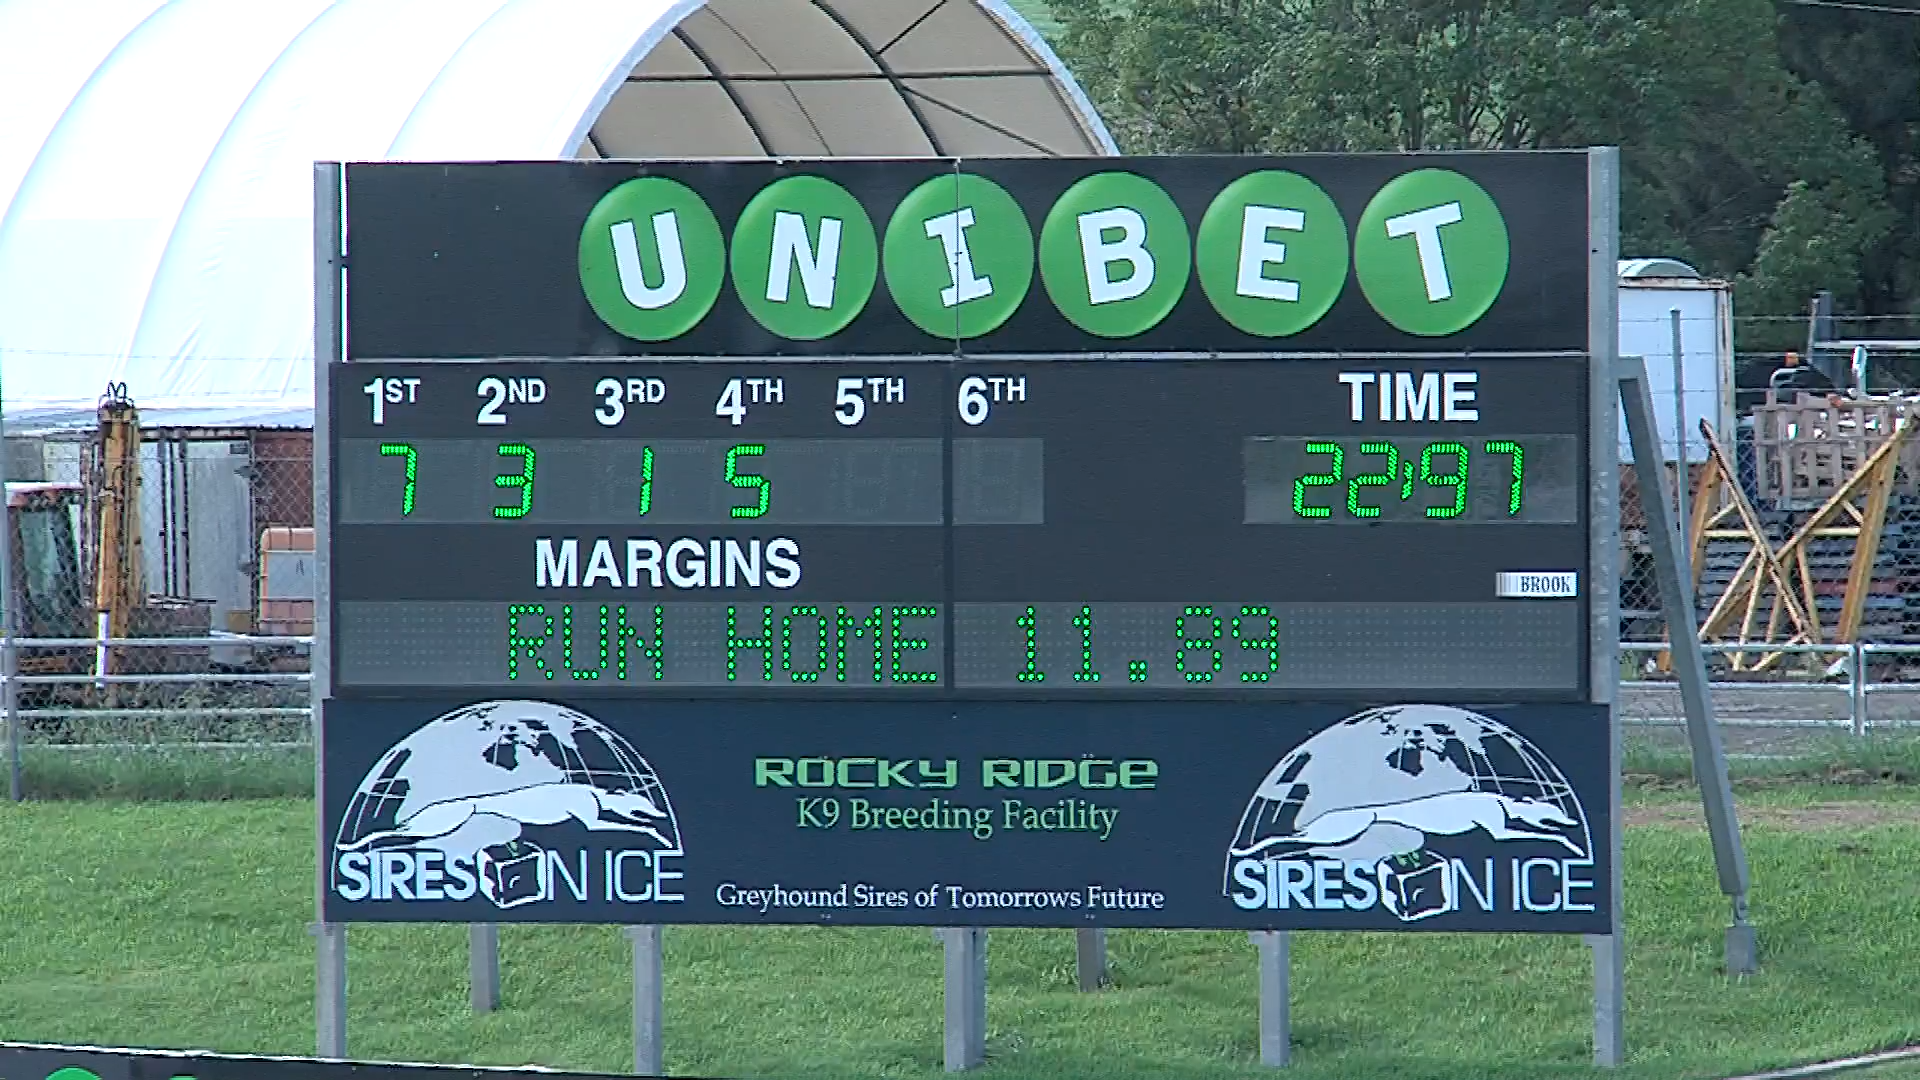 UNIBET
1ST 2ND 3RD 4TH 5TH 6TH TIME
7 3 1 5 22:97
MARGINS
BROOK
RUN HOME 11.89
ROCKY RIDGE
K9 Breeding Facility
SIRES ON ICE
Greyhound Sires of Tomorrows Future
SIRES ON ICE